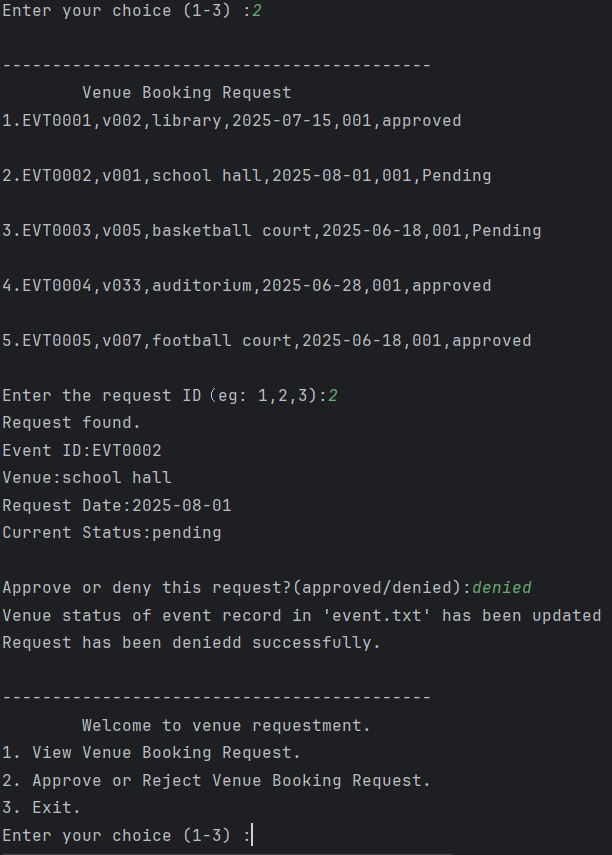 Enter your choice (1-3) :2
-------------------------------------------
Venue Booking Request
1.EVT0001,v002,library,2025-07-15,001,approved
2.EVT0002,v001,school hall,2025-08-01,001,Pending
3.EVT0003,v005,basketball court,2025-06-18,001,Pending
4.EVT0004,v033,auditorium,2025-06-28,001,approved
5.EVT0005,v007,football court,2025-06-18,001,approved
Enter the request ID（eg: 1,2,3):2
Request found.
Event ID:EVT0002
Venue:school hall
Request Date:2025-08-01
Current Status:pending
Approve or deny this request?(approved/denied):denied
Venue status of event record in 'event.txt' has been updated
Request has been deniedd successfully.
-------------------------------------------
Welcome to venue requestment.
1. View Venue Booking Request.
2. Approve or Reject Venue Booking Request.
3. Exit.
Enter your choice (1-3) :